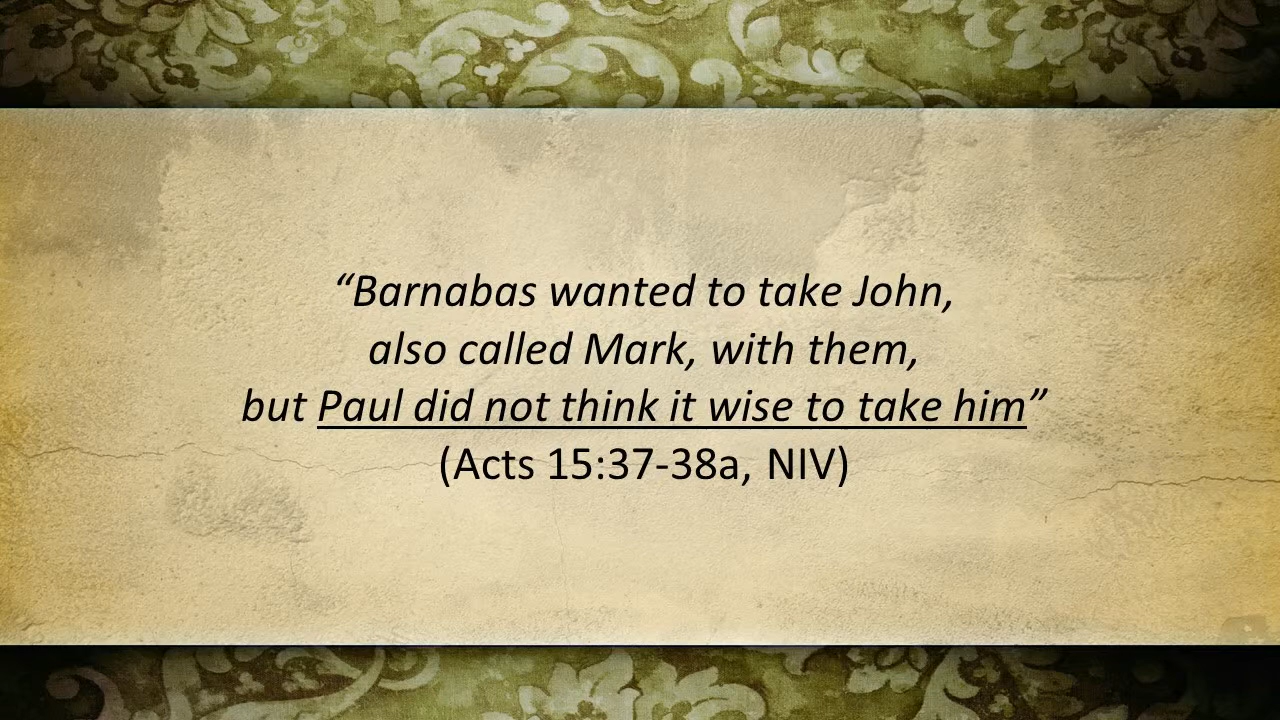 “Barnabas wanted to take John,
also called Mark, with them,
but Paul did not think it wise to take him”
(Acts 15:37-38a, NIV)